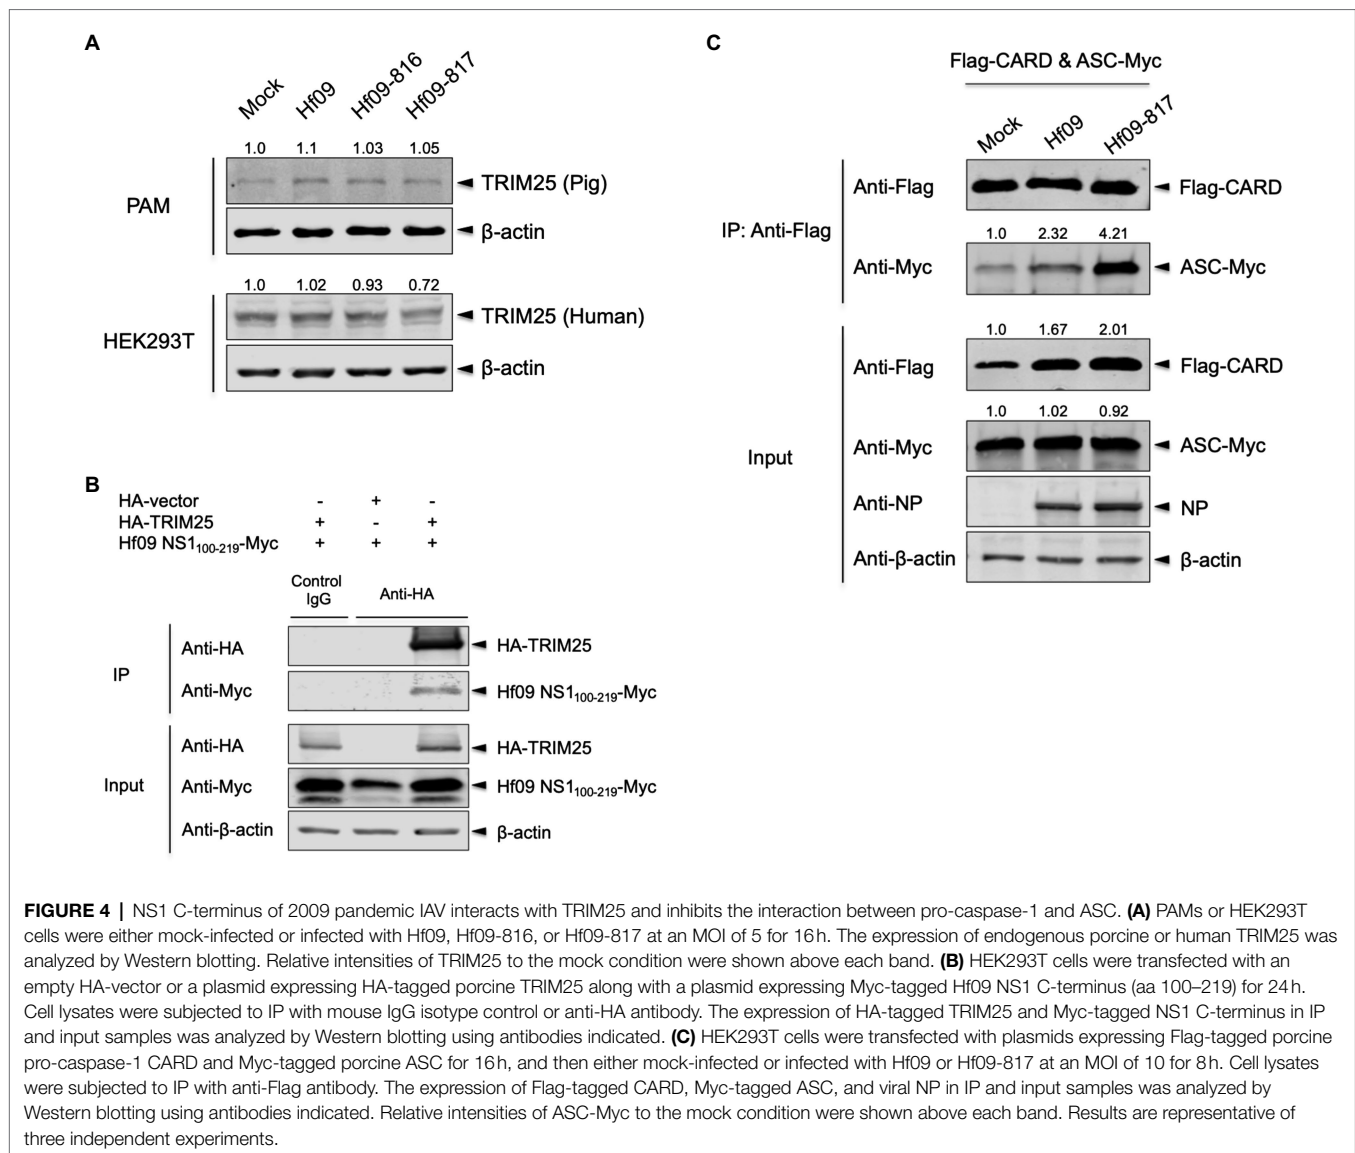 A
Mock Hf09 Hf09-816 Hf09-817
1.0 1.1 1.03 1.05
PAM
TRIM25 (Pig)
β-actin
1.0 1.02 0.93 0.72
HEK293T
TRIM25 (Human)
β-actin
B
HA-vector - + -
HA-TRIM25 + - +
Hf09 NS1100-219-Myc + + +
Control
IgG
Anti-HA
IP
Anti-HA HA-TRIM25
Anti-Myc Hf09 NS1100-219-Myc
Input
Anti-HA HA-TRIM25
Anti-Myc Hf09 NS1100-219-Myc
Anti-β-actin β-actin
C
Flag-CARD & ASC-Myc
Mock Hf09 Hf09-817
IP: Anti-Flag
Anti-Flag Flag-CARD
1.0 2.32 4.21
Anti-Myc ASC-Myc
Input
1.0 1.67 2.01
Anti-Flag Flag-CARD
1.0 1.02 0.92
Anti-Myc ASC-Myc
Anti-NP NP
Anti-β-actin β-actin
FIGURE 4 | NS1 C-terminus of 2009 pandemic IAV interacts with TRIM25 and inhibits the interaction between pro-caspase-1 and ASC. (A) PAMs or HEK293T
cells were either mock-infected or infected with Hf09, Hf09-816, or Hf09-817 at an MOI of 5 for 16 h. The expression of endogenous porcine or human TRIM25 was
analyzed by Western blotting. Relative intensities of TRIM25 to the mock condition were shown above each band. (B) HEK293T cells were transfected with an
empty HA-vector or a plasmid expressing HA-tagged porcine TRIM25 along with a plasmid expressing Myc-tagged Hf09 NS1 C-terminus (aa 100–219) for 24 h.
Cell lysates were subjected to IP with mouse IgG isotype control or anti-HA antibody. The expression of HA-tagged TRIM25 and Myc-tagged NS1 C-terminus in IP
and input samples was analyzed by Western blotting using antibodies indicated. (C) HEK293T cells were transfected with plasmids expressing Flag-tagged porcine
pro-caspase-1 CARD and Myc-tagged porcine ASC for 16 h, and then either mock-infected or infected with Hf09 or Hf09-817 at an MOI of 10 for 8 h. Cell lysates
were subjected to IP with anti-Flag antibody. The expression of Flag-tagged CARD, Myc-tagged ASC, and viral NP in IP and input samples was analyzed by
Western blotting using antibodies indicated. Relative intensities of ASC-Myc to the mock condition were shown above each band. Results are representative of
three independent experiments.